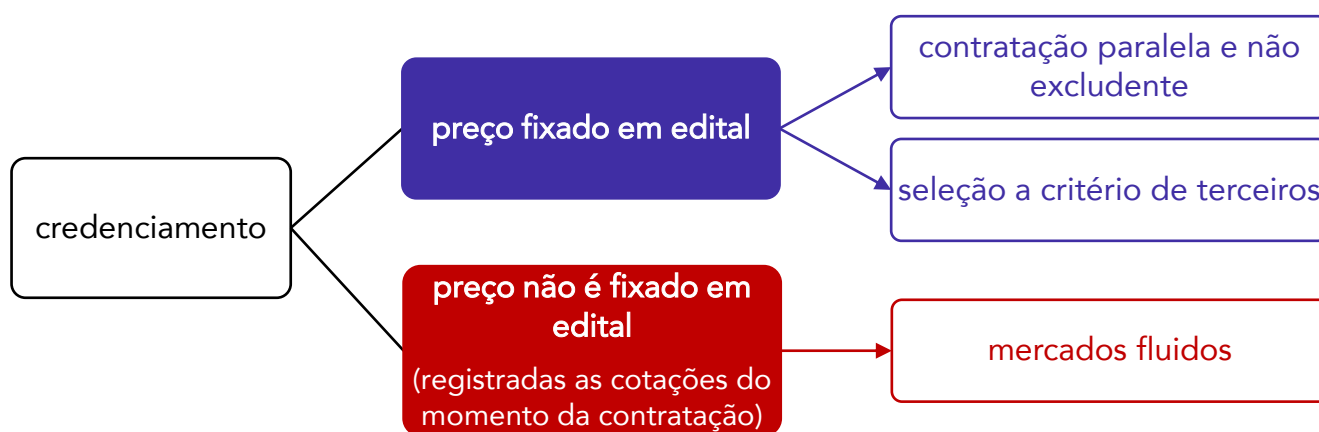 credenciamento
preço fixado em edital
contratação paralela e não
excludente
seleção a critério de terceiros
preço não é fixado em
edital
(registradas as cotações do
momento da contratação)
mercados fluidos